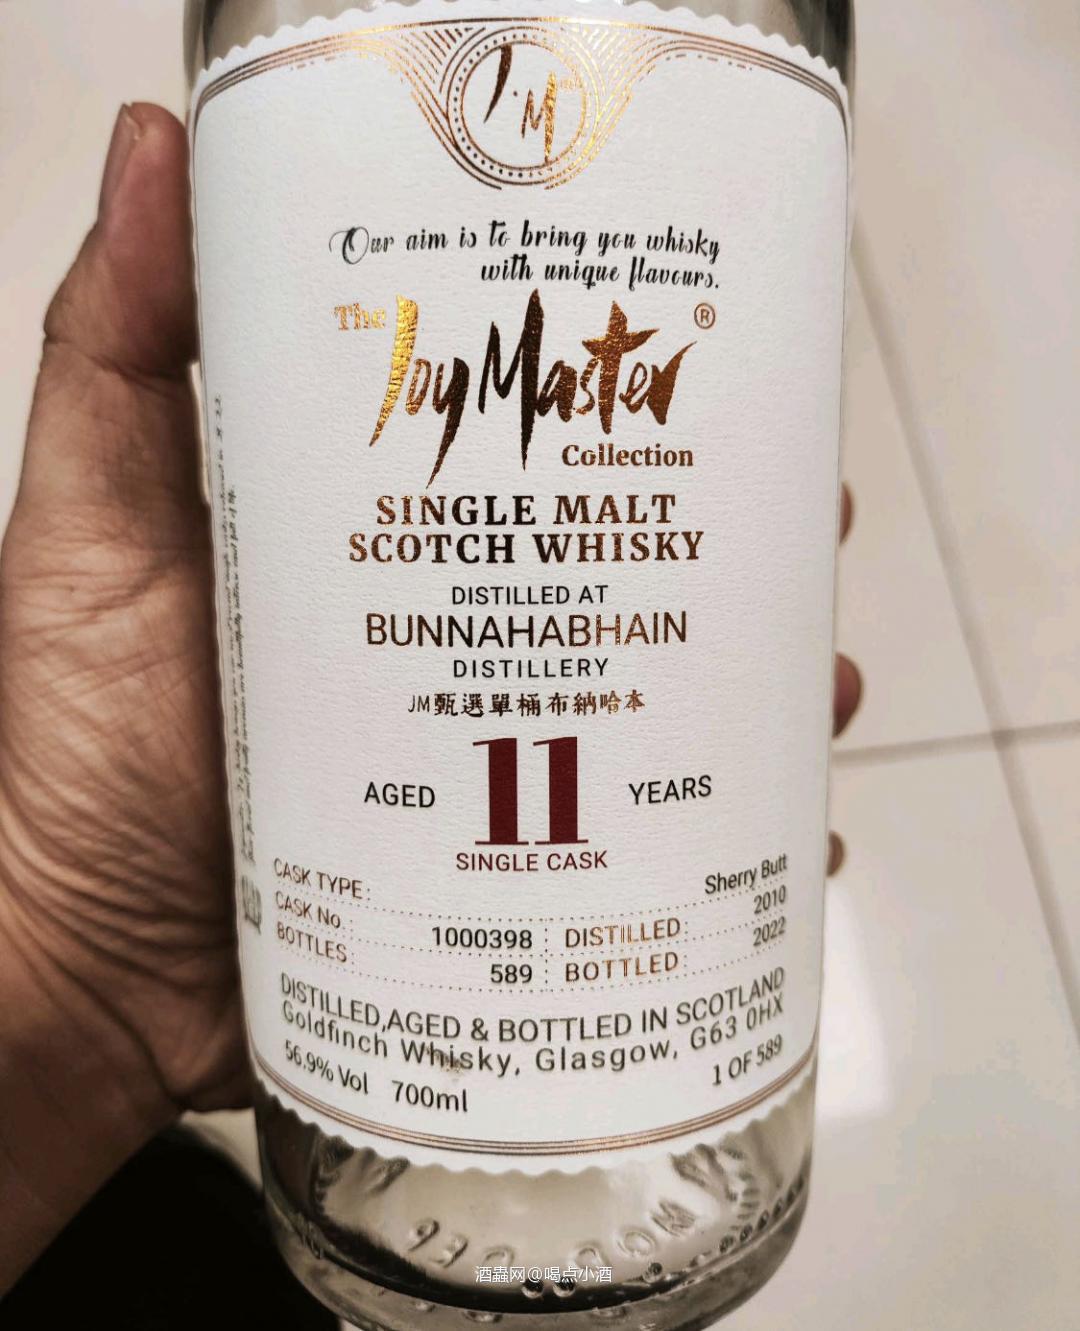 J.M
Our aim is to bring you whisky
with unique flavours.
The Joy Master ®
Collection
SINGLE MALT
SCOTCH WHISKY
DISTILLED AT
BUNNAHABHAIN
DISTILLERY
JM甄選單桶布納哈本
AGED 11 YEARS
SINGLE CASK
CASK TYPE: Sherry Butt
CASK No.: 1000398 DISTILLED: 2010
BOTTLES: 589 BOTTLED: 2022
DISTILLED,AGED & BOTTLED IN SCOTLAND
Goldfinch Whisky, Glasgow, G63 0HX
56.9% Vol 700ml 1 OF 589
酒蟲网@喝点小酒